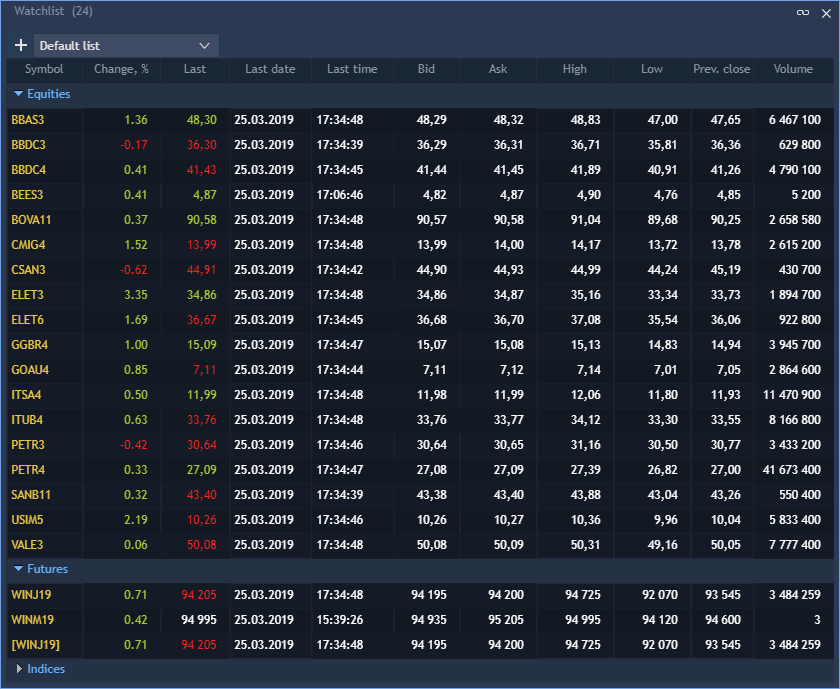 Watchlist (24)
Default list
Symbol Change, % Last Last date Last time Bid Ask High Low Prev. close Volume
Equities
BBAS3 1.36 48,30 25.03.2019 17:34:48 48,29 48,32 48,83 47,00 47,65 6 467 100
BBDC3 -0.17 36,30 25.03.2019 17:34:39 36,29 36,31 36,71 35,81 36,36 629 800
BBDC4 0.41 41,43 25.03.2019 17:34:45 41,44 41,45 41,89 40,91 41,26 4 790 100
BEES3 0.41 4,87 25.03.2019 17:06:46 4,82 4,87 4,90 4,76 4,85 5 200
BOVA11 0.37 90,58 25.03.2019 17:34:48 90,57 90,58 91,04 89,68 90,25 2 658 580
CMIG4 1.52 13,99 25.03.2019 17:34:48 13,99 14,00 14,17 13,72 13,78 2 615 200
CSAN3 -0.62 44,91 25.03.2019 17:34:42 44,90 44,93 44,99 44,24 45,19 430 700
ELET3 3.35 34,86 25.03.2019 17:34:48 34,86 34,87 35,16 33,34 33,73 1 894 700
ELET6 1.69 36,67 25.03.2019 17:34:45 36,68 36,70 37,08 35,54 36,06 922 800
GGBR4 1.00 15,09 25.03.2019 17:34:47 15,07 15,08 15,13 14,83 14,94 3 945 700
GOAU4 0.85 7,11 25.03.2019 17:34:44 7,11 7,12 7,14 7,01 7,05 2 864 600
ITSA4 0.50 11,99 25.03.2019 17:34:48 11,98 11,99 12,06 11,80 11,93 11 470 900
ITUB4 0.63 33,76 25.03.2019 17:34:48 33,76 33,77 34,12 33,30 33,55 8 166 800
PETR3 -0.42 30,64 25.03.2019 17:34:46 30,64 30,65 31,16 30,50 30,77 3 433 200
PETR4 0.33 27,09 25.03.2019 17:34:47 27,08 27,09 27,39 26,82 27,00 41 673 400
SANB11 0.32 43,40 25.03.2019 17:34:39 43,38 43,40 43,88 43,04 43,26 550 400
USIM5 2.19 10,26 25.03.2019 17:34:46 10,26 10,27 10,36 9,96 10,04 5 833 400
VALE3 0.06 50,08 25.03.2019 17:34:48 50,08 50,09 50,31 49,16 50,05 7 777 400
Futures
WINJ19 0.71 94 205 25.03.2019 17:34:48 94 195 94 200 94 725 92 070 93 545 3 484 259
WINM19 0.42 94 995 25.03.2019 15:39:26 94 935 95 205 94 995 94 120 94 600 3
[WINJ19] 0.71 94 205 25.03.2019 17:34:48 94 195 94 200 94 725 92 070 93 545 3 484 259
Indices